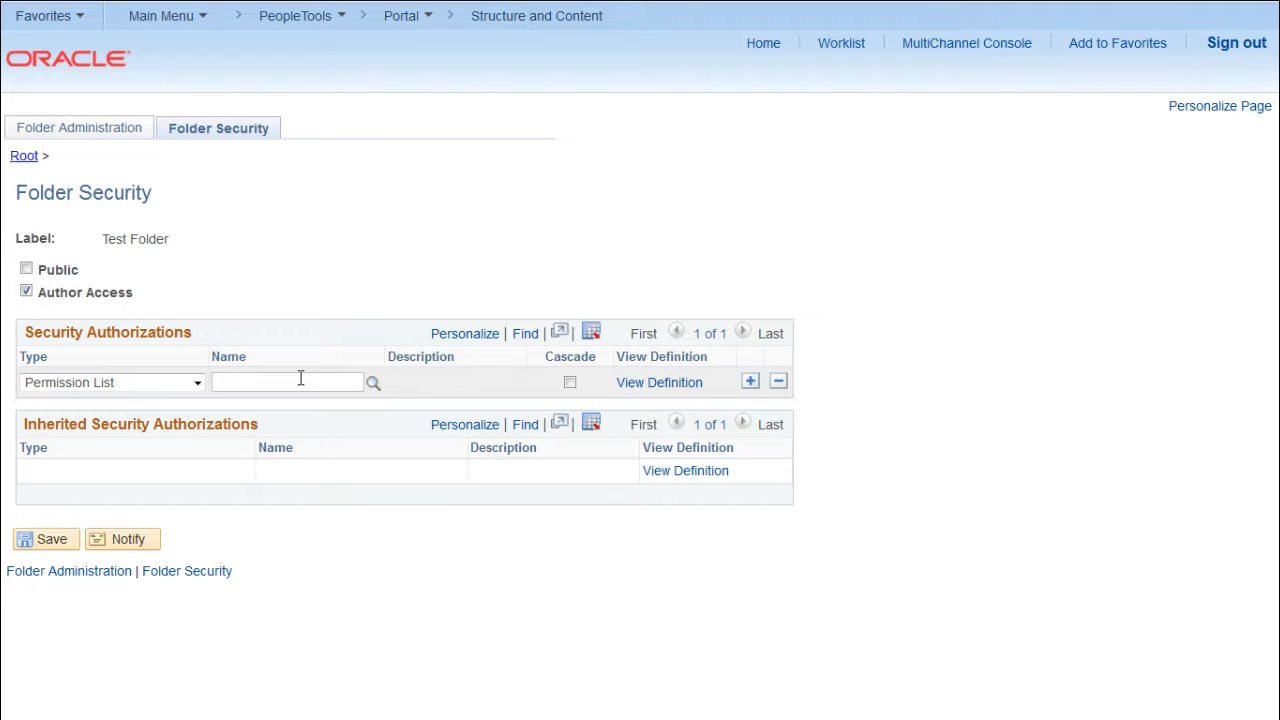 Favorites Main Menu > PeopleTools > Portal > Structure and Content
Home Worklist MultiChannel Console Add to Favorites Sign out
ORACLE
Personalize Page
Folder Administration Folder Security
Root >
Folder Security
Label: Test Folder
Public
Author Access
Security Authorizations Personalize | Find | | First 1 of 1 Last
Type Name Description Cascade View Definition
Permission List View Definition
Inherited Security Authorizations Personalize | Find | | First 1 of 1 Last
Type Name Description View Definition
View Definition
Save Notify
Folder Administration | Folder Security